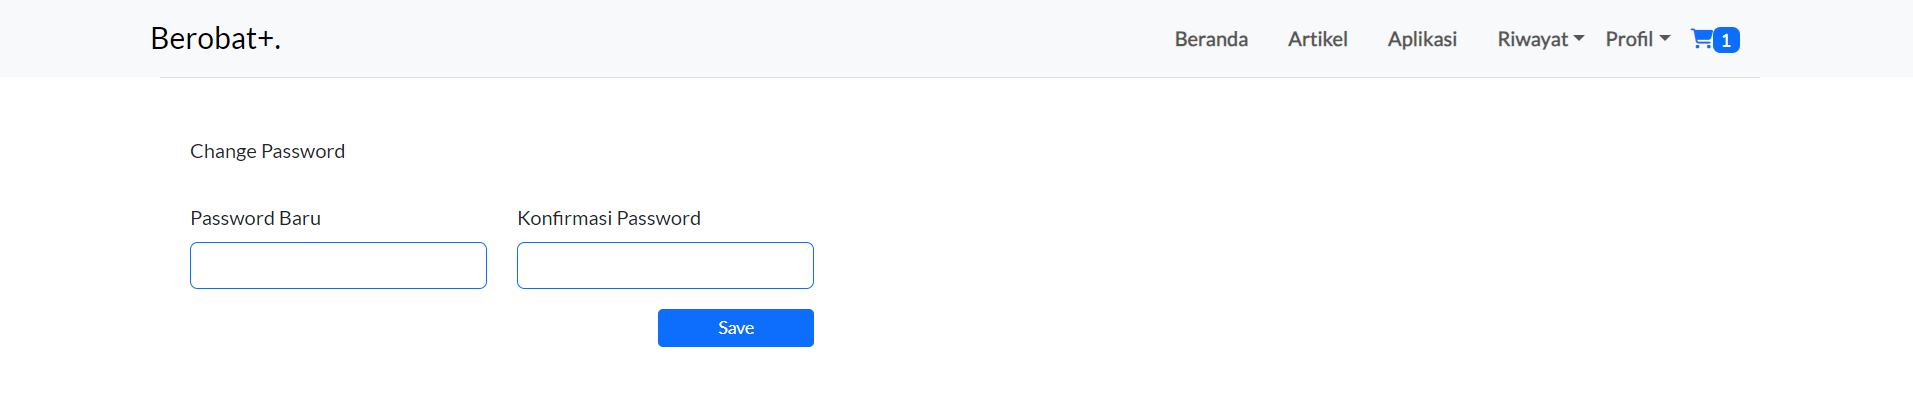 Berobat+. Beranda Artikel Aplikasi Riwayat Profil 1
Change Password
Password Baru Konfirmasi Password
Save